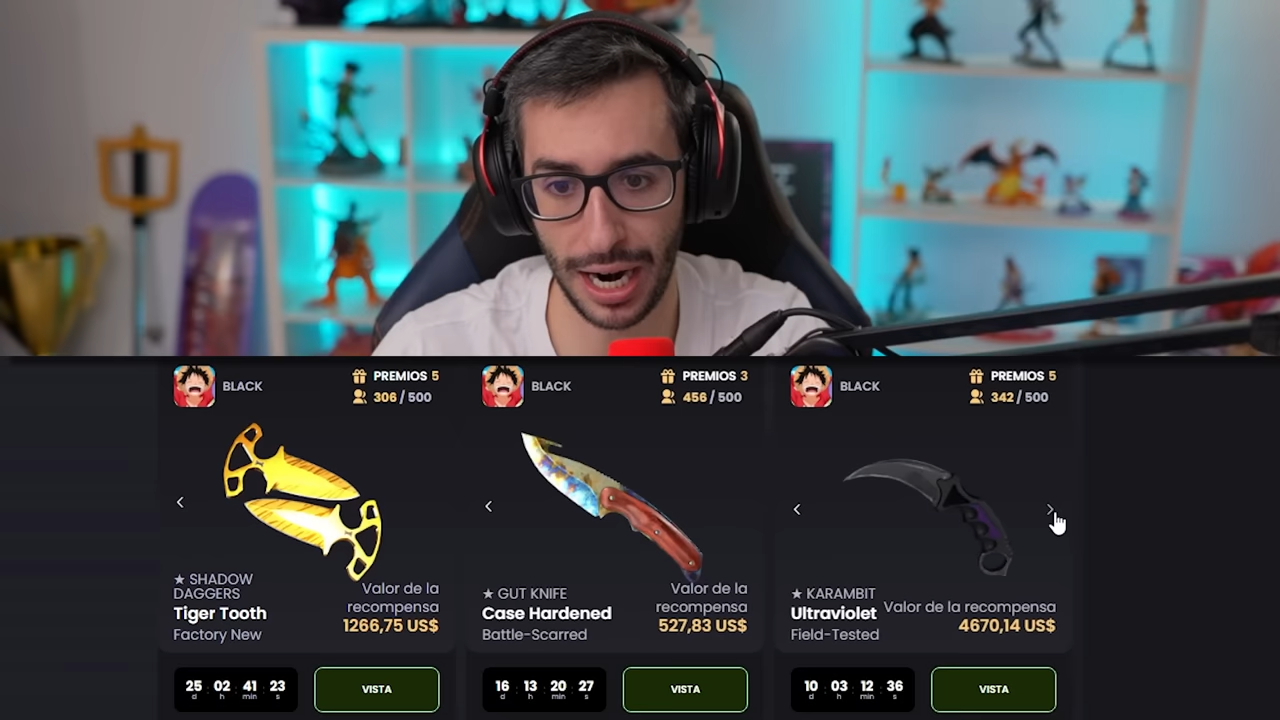 BLACK
PREMIOS 5
306 / 500
★ SHADOW
DAGGERS
Tiger Tooth
Factory New
Valor de la
recompensa
1266,75 US$
25 02 41 23
d h min s
VISTA
BLACK
PREMIOS 3
456 / 500
★ GUT KNIFE
Case Hardened
Battle-Scarred
Valor de la
recompensa
527,83 US$
16 13 20 27
d h min s
VISTA
BLACK
PREMIOS 5
342 / 500
★ KARAMBIT
Ultraviolet
Field-Tested
Valor de la recompensa
4670,14 US$
10 03 12 36
d h min s
VISTA